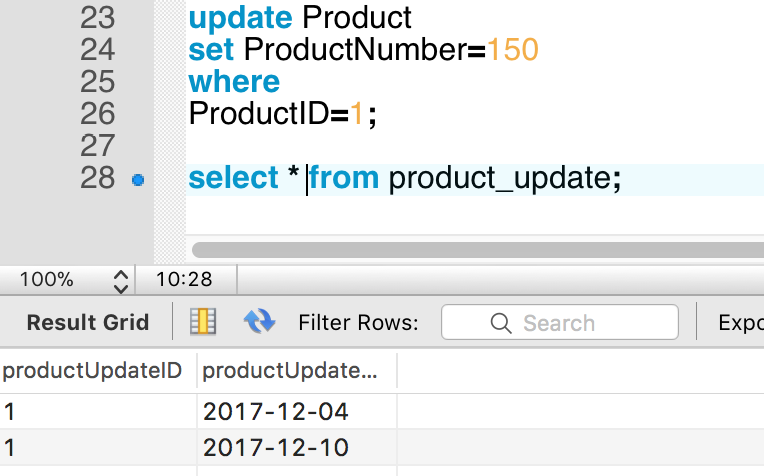 23 update Product
24 set ProductNumber=150
25 where
26 ProductID=1;
27
28 select * from product_update;
100% 10:28
Result Grid Filter Rows: Search Expo
productUpdateID productUpdate...
1 2017-12-04
1 2017-12-10